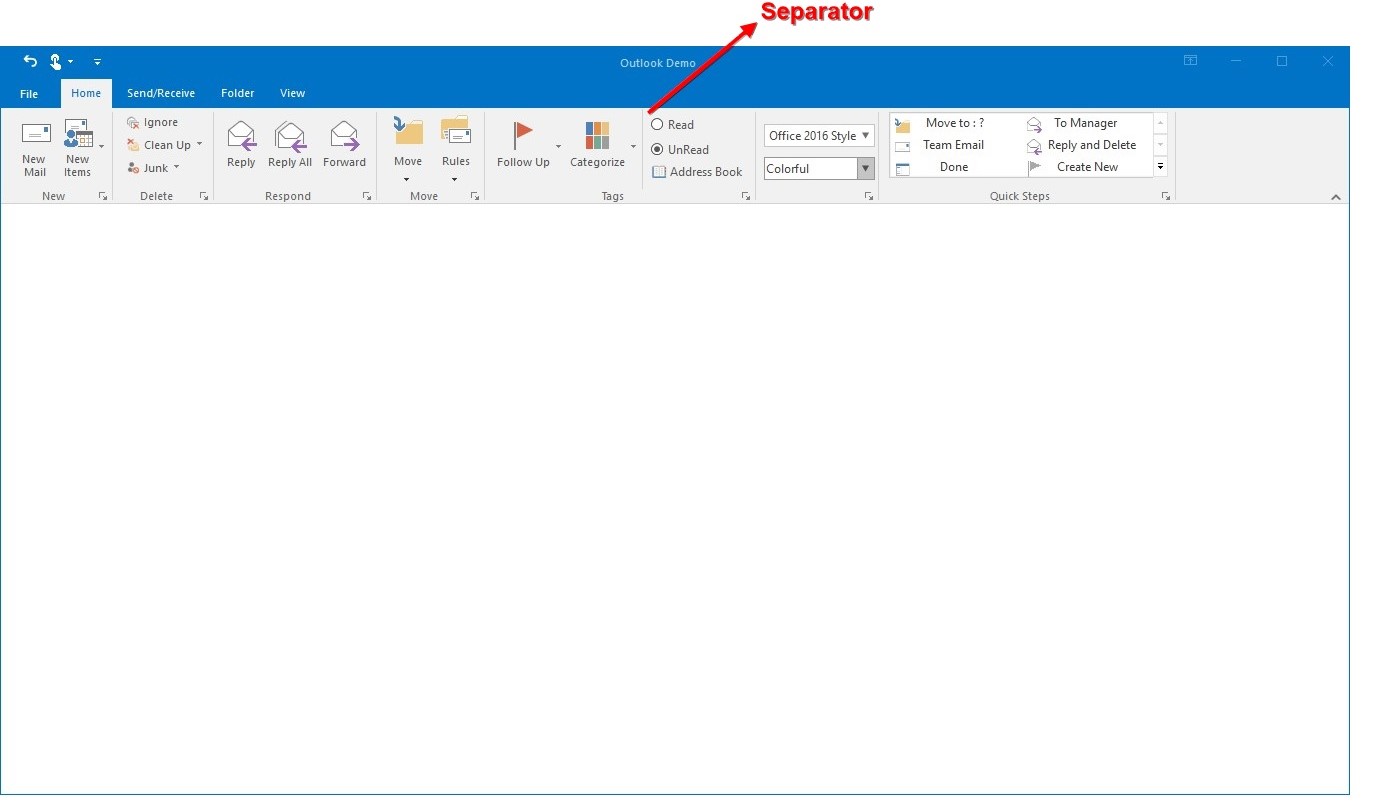 Separator
Outlook Demo
File Home Send/Receive Folder View
New Mail
New Items
Ignore
Clean Up
Junk
Reply
Reply All
Forward
Move
Rules
Follow Up
Categorize
Read
UnRead
Address Book
Office 2016 Style
Colorful
Move to : ?
To Manager
Team Email
Reply and Delete
Done
Create New
New Delete Respond Move Tags Quick Steps